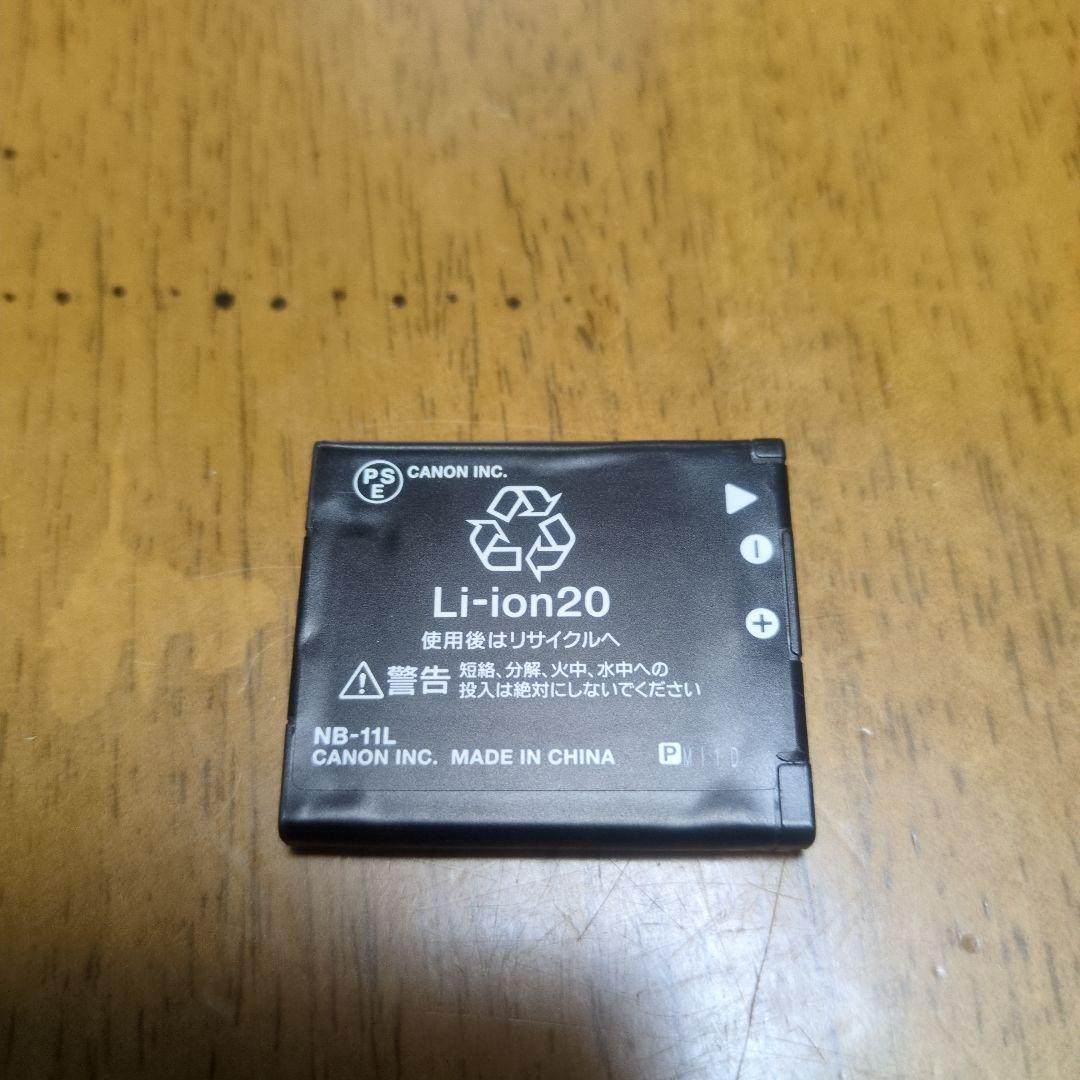 PSE CANON INC.
Li-ion20
使用後はリサイクルへ
警告 短絡、分解、火中、水中への
投入は絶対にしないでください
NB-11L
CANON INC. MADE IN CHINA P MI1D